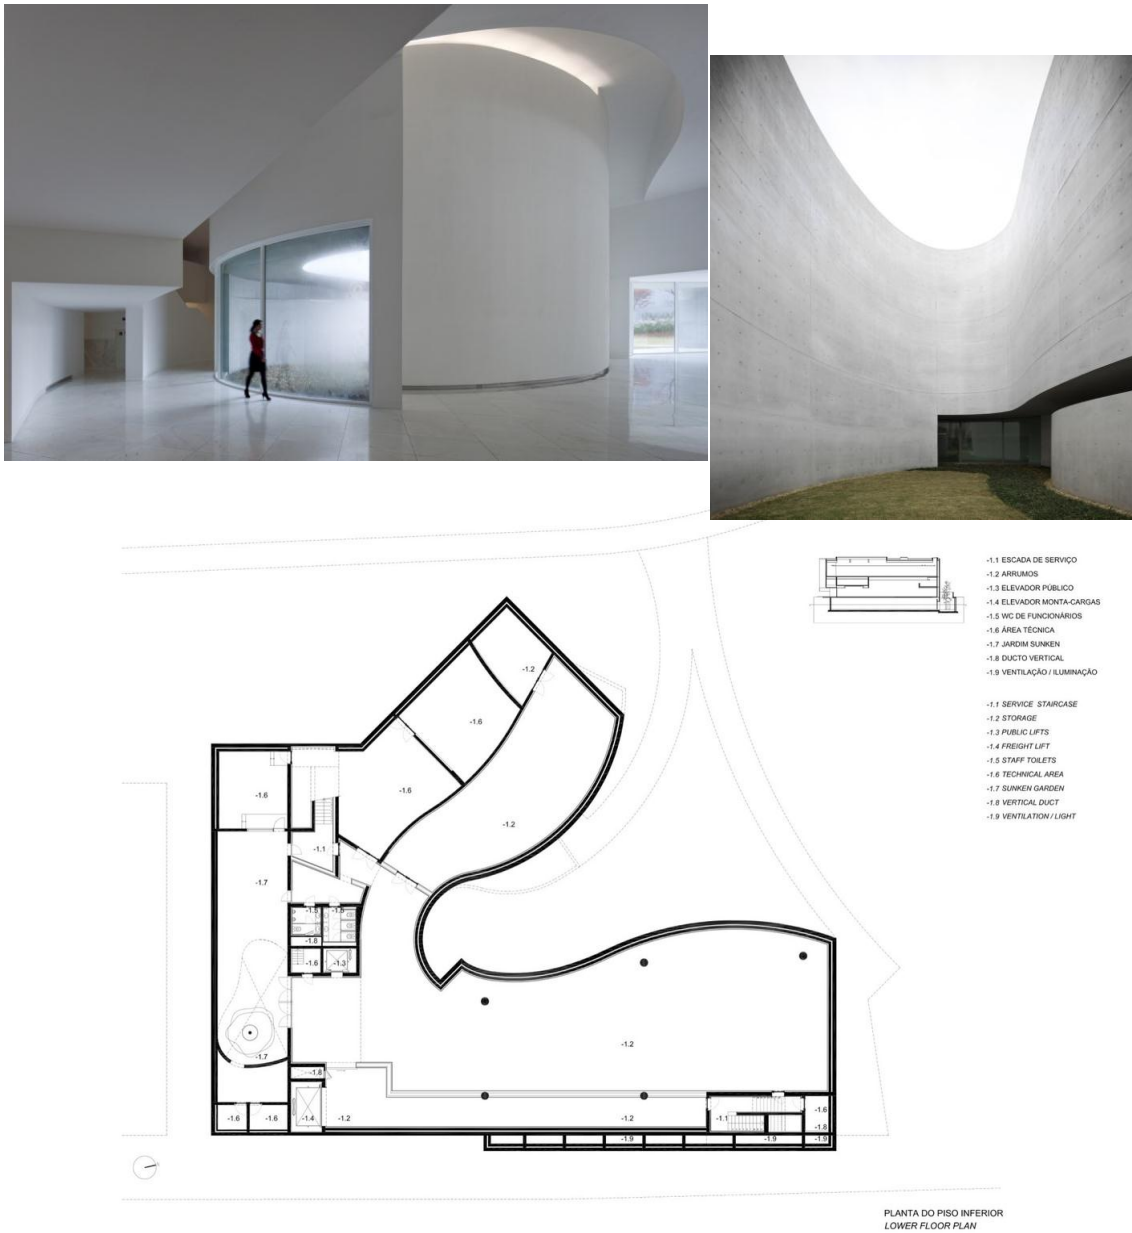 -1.1 ESCADA DE SERVIÇO
-1.2 ARRUMOS
-1.3 ELEVADOR PÚBLICO
-1.4 ELEVADOR MONTA-CARGAS
-1.5 WC DE FUNCIONÁRIOS
-1.6 ÁREA TÉCNICA
-1.7 JARDIM SUNKEN
-1.8 DUCTO VERTICAL
-1.9 VENTILAÇÃO / ILUMINAÇÃO
-1.1 SERVICE STAIRCASE
-1.2 STORAGE
-1.3 PUBLIC LIFTS
-1.4 FREIGHT LIFT
-1.5 STAFF TOILETS
-1.6 TECHNICAL AREA
-1.7 SUNKEN GARDEN
-1.8 VERTICAL DUCT
-1.9 VENTILATION / LIGHT
-1.2
-1.6
-1.6
-1.6
-1.2
-1.1
-1.7
-1.5
-1.5
-1.8
-1.6
-1.3
-1.2
-1.7
-1.8
-1.6
-1.6
-1.6
-1.4
-1.2
-1.2
-1.1
-1.8
-1.9
-1.9
-1.9
PLANTA DO PISO INFERIOR
LOWER FLOOR PLAN